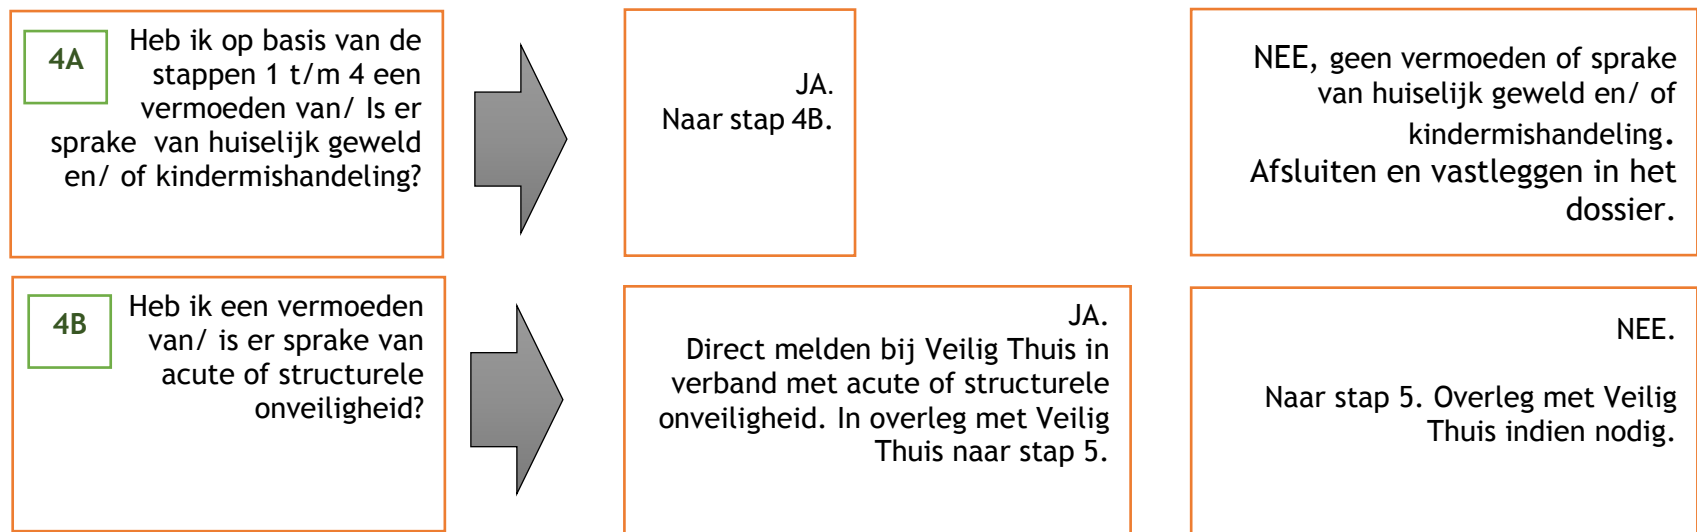 4A
Heb ik op basis van de
stappen 1 t/m 4 een
vermoeden van/ Is er
sprake van huiselijk geweld
en/ of kindermishandeling?
JA.
Naar stap 4B.
NEE, geen vermoeden of sprake
van huiselijk geweld en/ of
kindermishandeling.
Afsluiten en vastleggen in het
dossier.
4B
Heb ik een vermoeden
van/ is er sprake van
acute of structurele
onveiligheid?
JA.
Direct melden bij Veilig Thuis in
verband met acute of structurele
onveiligheid. In overleg met Veilig
Thuis naar stap 5.
NEE.
Naar stap 5. Overleg met Veilig
Thuis indien nodig.